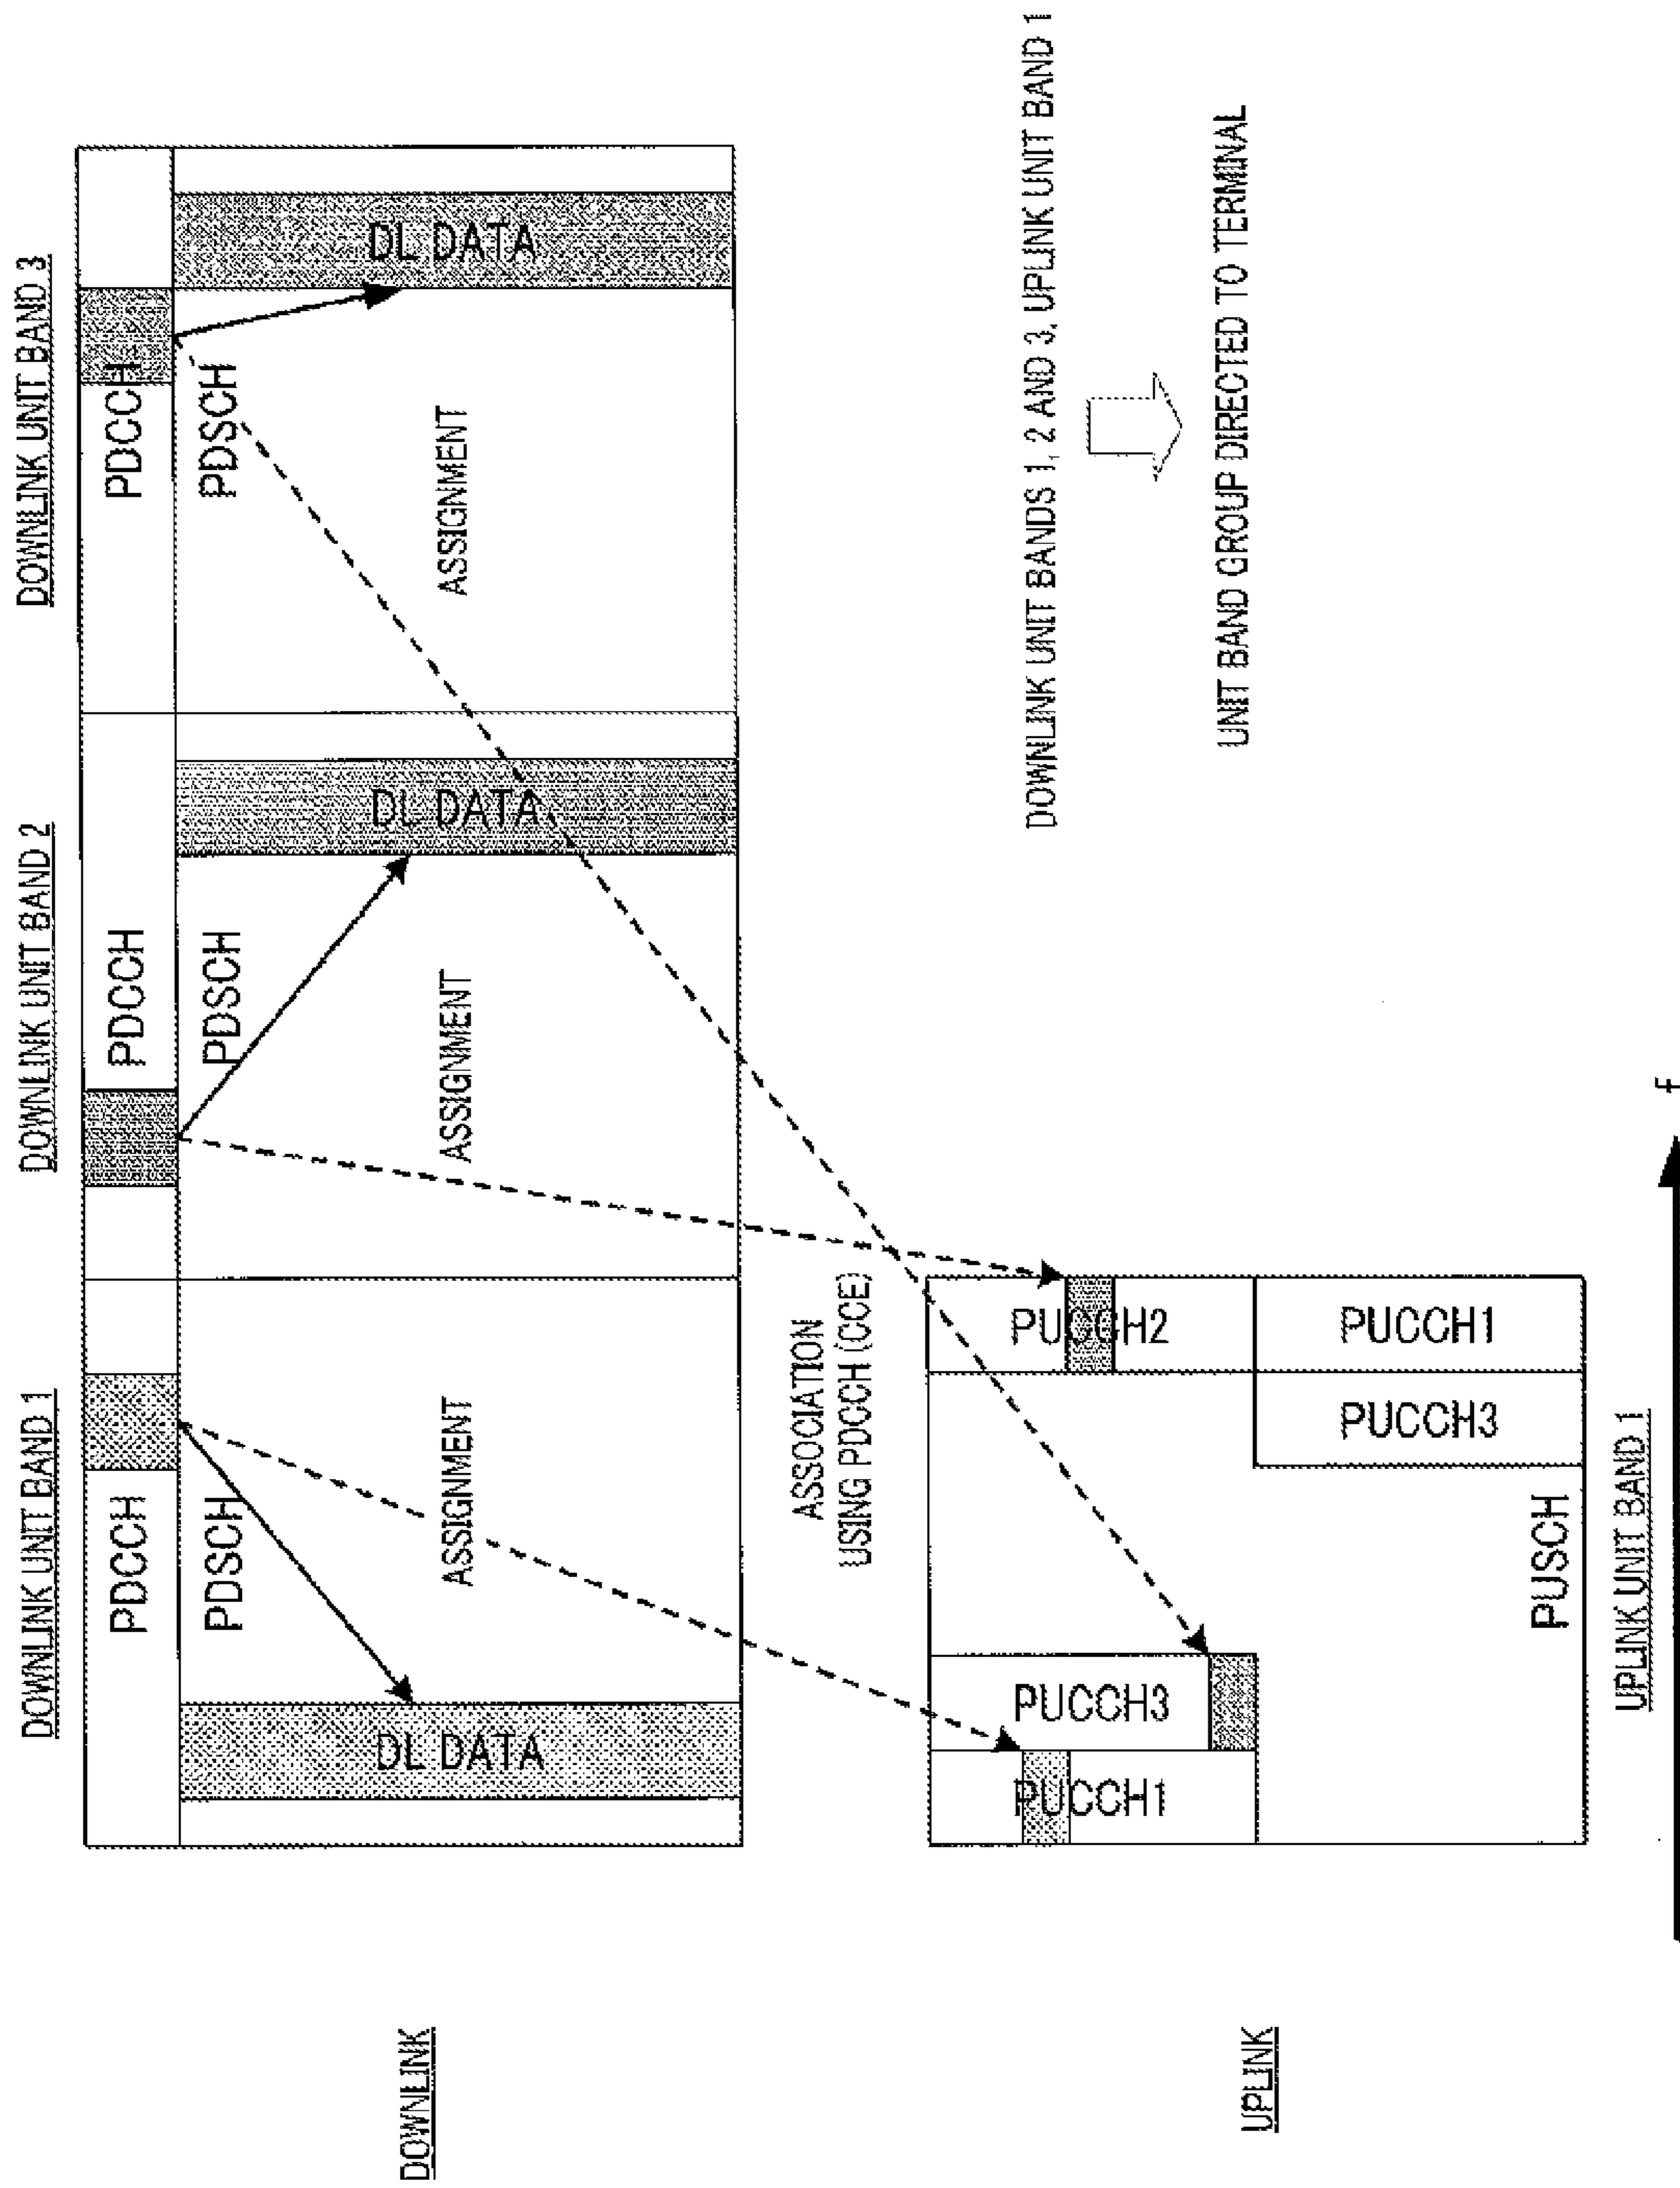 DOWNLINK UNIT BAND 1
DOWNLINK UNIT BAND 2
DOWNLINK UNIT BAND 3
DOWNLINK
PDCCH
PDCCH
PDCCH
PDSCH
PDSCH
PDSCH
DL DATA
DL DATA
DL DATA
ASSIGNMENT
ASSIGNMENT
ASSIGNMENT
ASSOCIATION
USING PDCCH (CCE)
UPLINK
PUCCH1
PUCCH3
PUCCH2
PUCCH1
PUCCH3
PUSCH
UPLINK UNIT BAND 1
f
DOWNLINK UNIT BANDS 1, 2 AND 3, UPLINK UNIT BAND 1
UNIT BAND GROUP DIRECTED TO TERMINAL